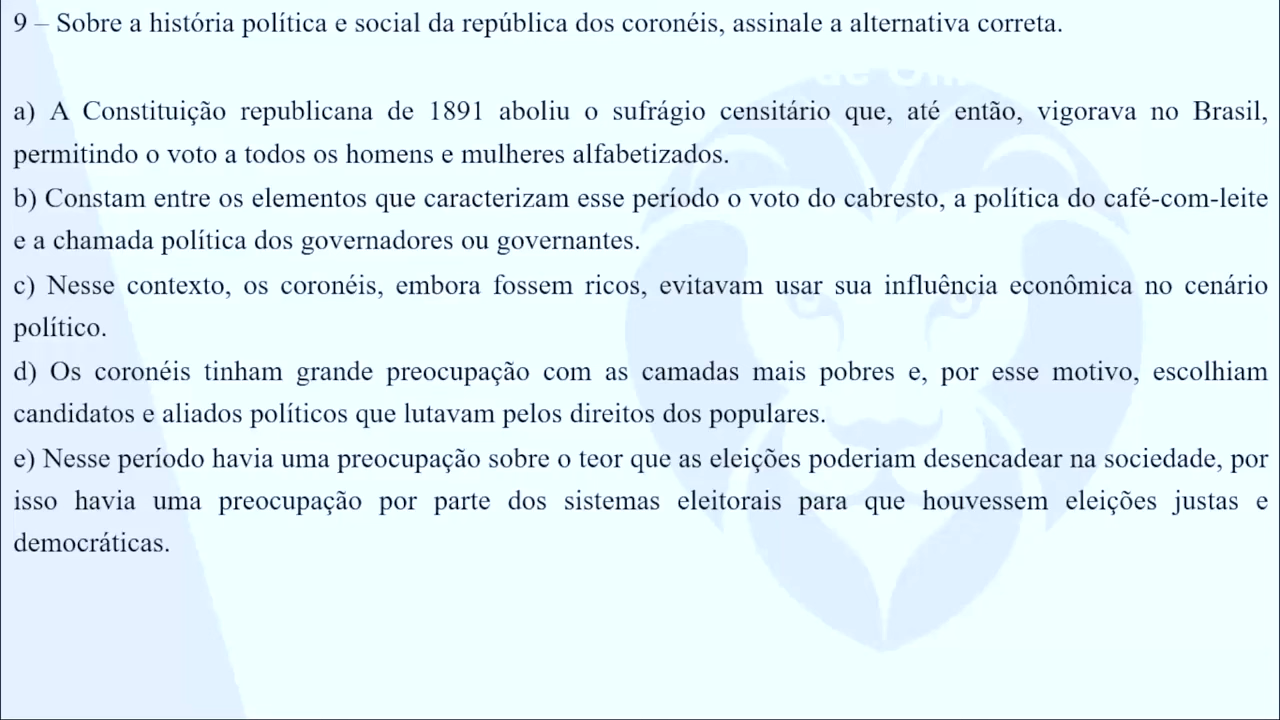 9 – Sobre a história política e social da república dos coronéis, assinale a alternativa correta.
a) A Constituição republicana de 1891 aboliu o sufrágio censitário que, até então, vigorava no Brasil,
permitindo o voto a todos os homens e mulheres alfabetizados.
b) Constam entre os elementos que caracterizam esse período o voto do cabresto, a política do café-com-leite
e a chamada política dos governadores ou governantes.
c) Nesse contexto, os coronéis, embora fossem ricos, evitavam usar sua influência econômica no cenário
político.
d) Os coronéis tinham grande preocupação com as camadas mais pobres e, por esse motivo, escolhiam
candidatos e aliados políticos que lutavam pelos direitos dos populares.
e) Nesse período havia uma preocupação sobre o teor que as eleições poderiam desencadear na sociedade, por
isso havia uma preocupação por parte dos sistemas eleitorais para que houvessem eleições justas e
democráticas.